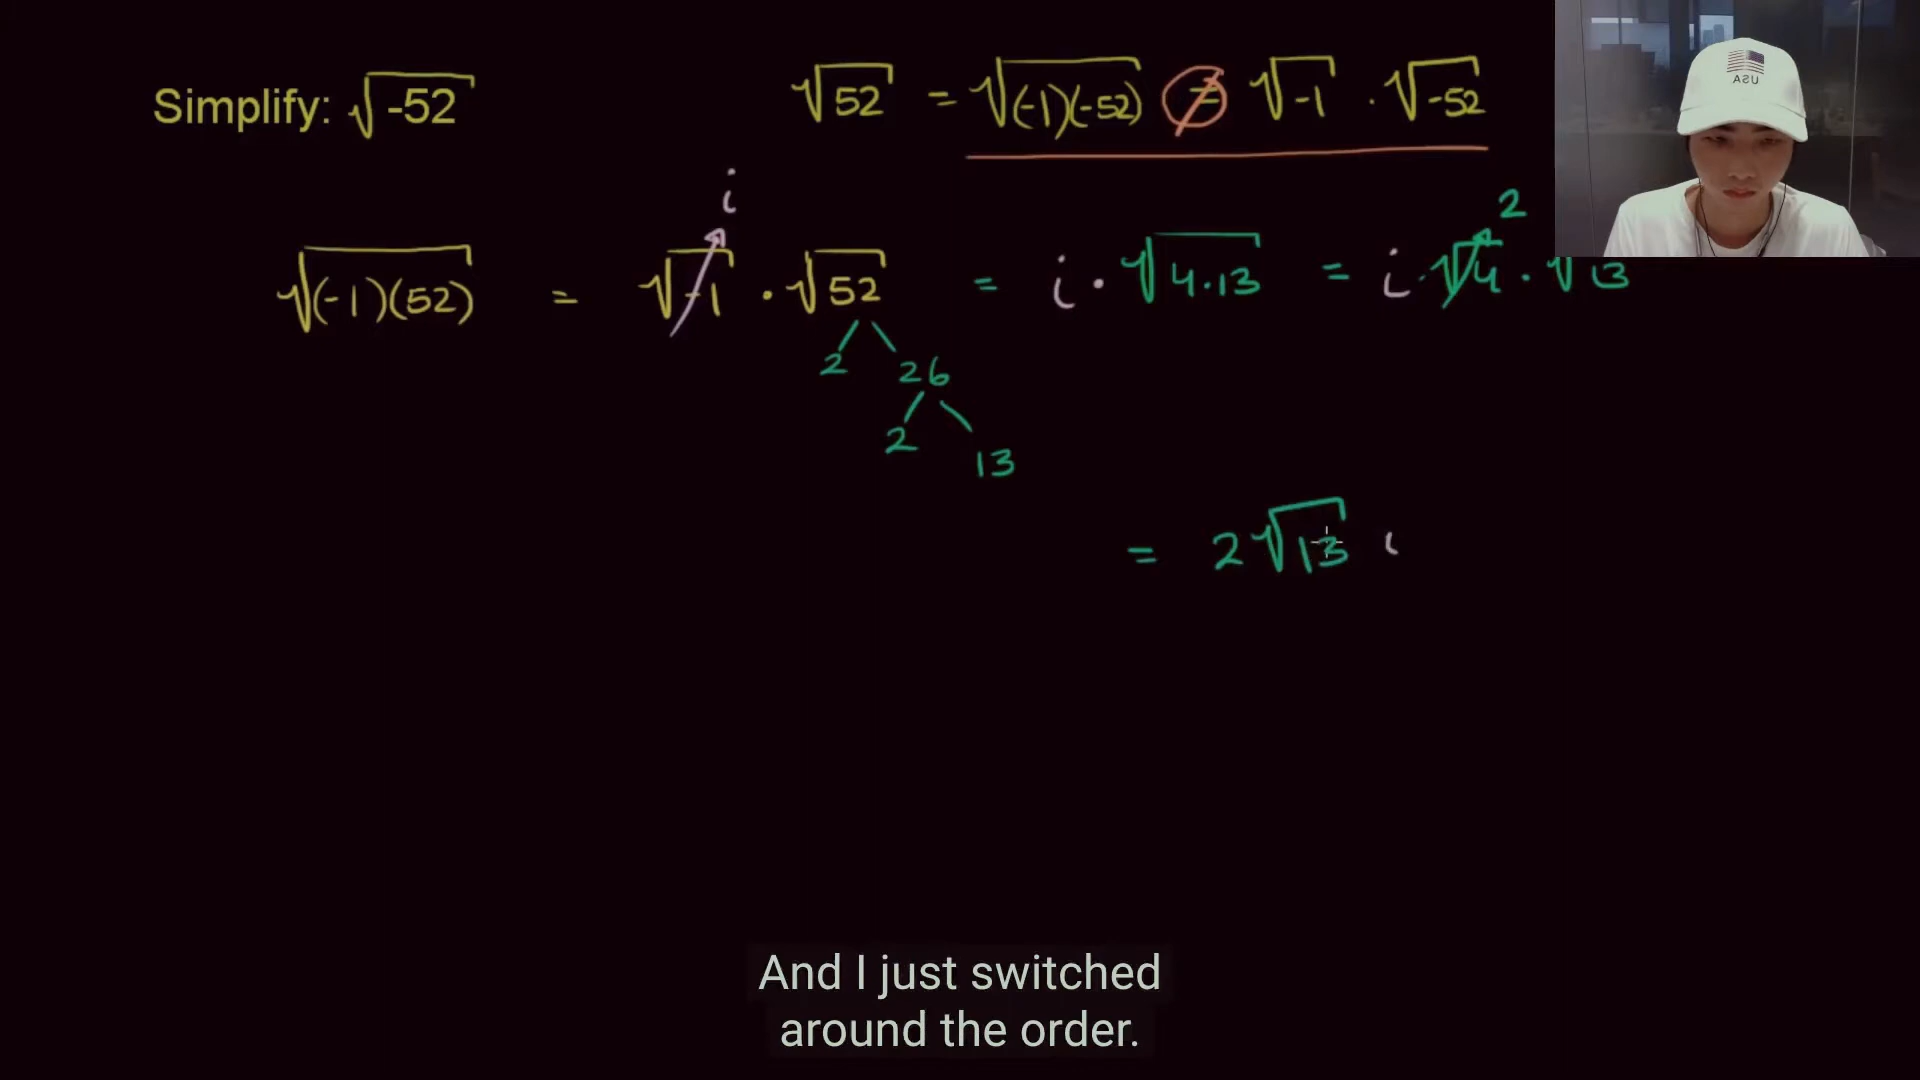 Simplify: √-52
√52 = √(-1)(-52) ≠ √-1 · √-52
i
2
√(-1)(52) = √-1 · √52 = i · √4·13 = i · √4 · √13
2 26
2 13
= 2√13 i
USA
And I just switched
around the order.